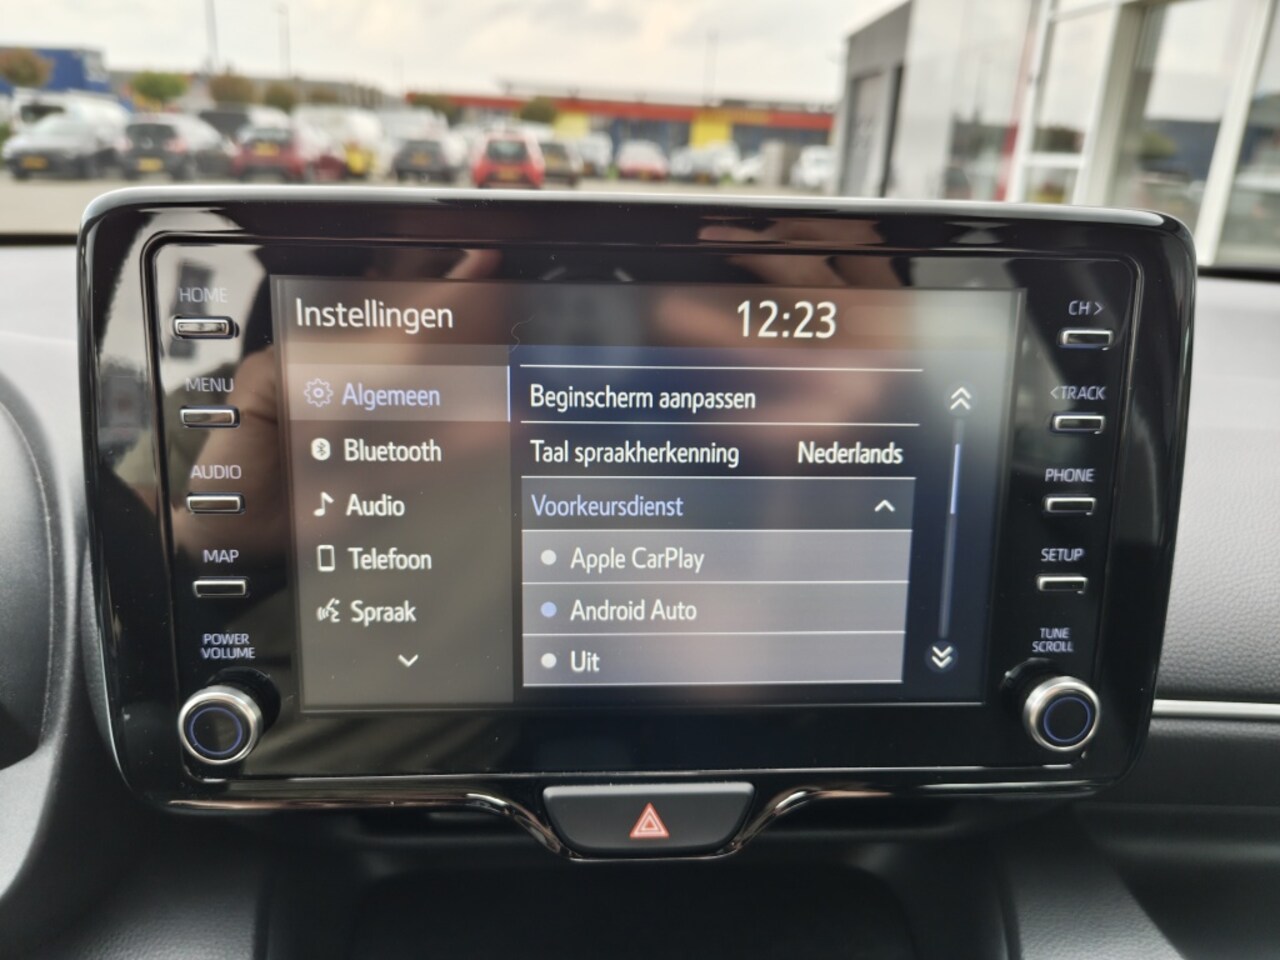 Instellingen
12:23
HOME
MENU
AUDIO
MAP
POWER
VOLUME
Algemeen
Bluetooth
Audio
Telefoon
Spraak
Beginscherm aanpassen
Taal spraakherkenning Nederlands
Voorkeursdienst
Apple CarPlay
Android Auto
Uit
CH >
<TRACK
PHONE
SETUP
TUNE
SCROLL